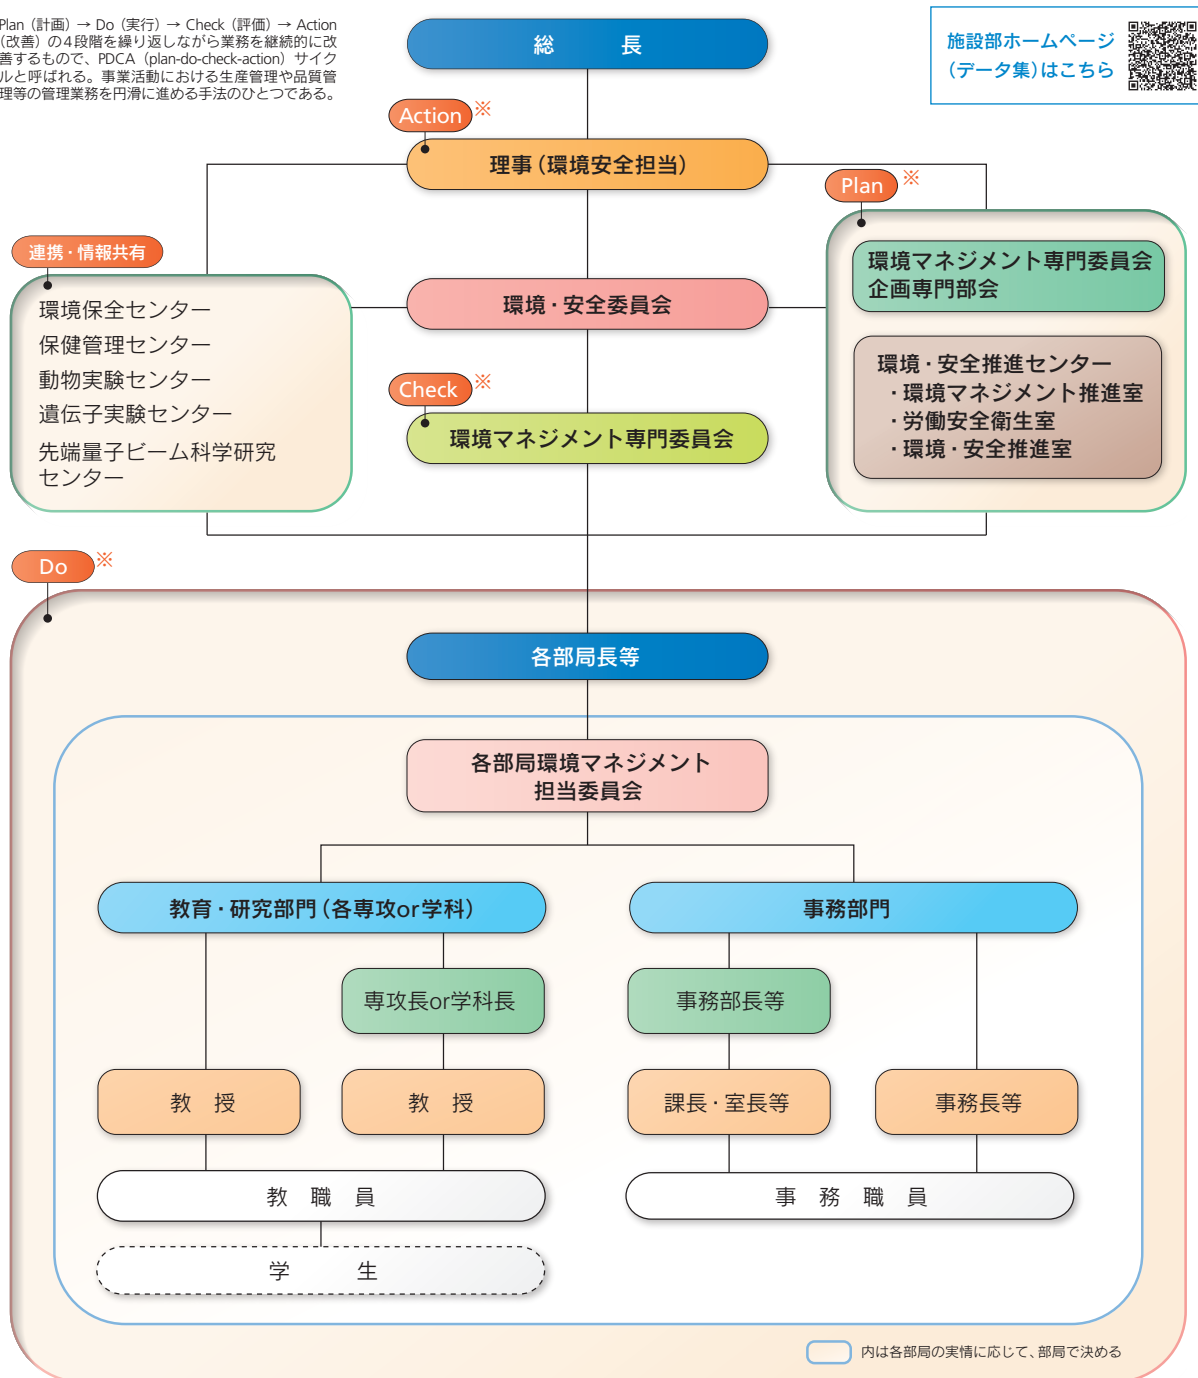 Plan（計画）→ Do（実行）→ Check（評価）→ Action
（改善）の４段階を繰り返しながら業務を継続的に改
善するもので、PDCA（plan-do-check-action）サイク
ルと呼ばれる。事業活動における生産管理や品質管
理等の管理業務を円滑に進める手法のひとつである。
施設部ホームページ
（データ集）はこちら
総　長
Action ※
理事（環境安全担当）
Plan ※
連携・情報共有
環境保全センター
保健管理センター
動物実験センター
遺伝子実験センター
先端量子ビーム科学研究
センター
環境・安全委員会
Check ※
環境マネジメント専門委員会
環境マネジメント専門委員会
企画専門部会
環境・安全推進センター
・環境マネジメント推進室
・労働安全衛生室
・環境・安全推進室
Do ※
各部局長等
各部局環境マネジメント
担当委員会
教育・研究部門（各専攻or学科）
事務部門
専攻長or学科長
事務部長等
教　授
教　授
課長・室長等
事務長等
教　職　員
事　務　職　員
学　生
内は各部局の実情に応じて、部局で決める